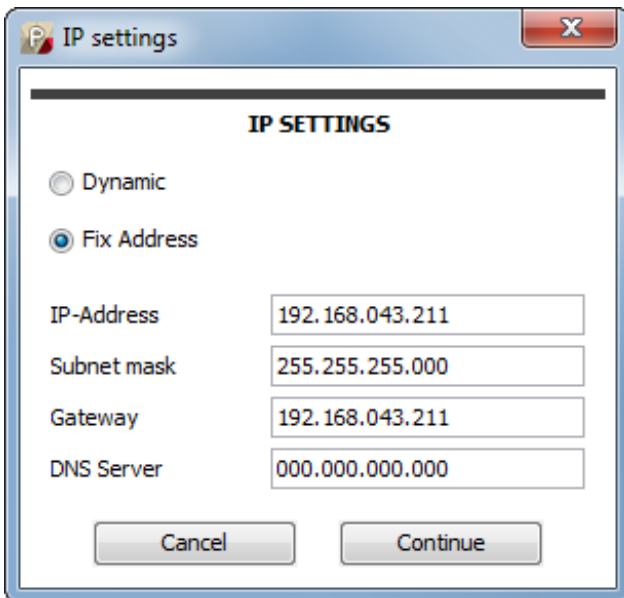 IP settings
IP SETTINGS
Dynamic
Fix Address
IP-Address 192.168.043.211
Subnet mask 255.255.255.000
Gateway 192.168.043.211
DNS Server 000.000.000.000
Cancel Continue